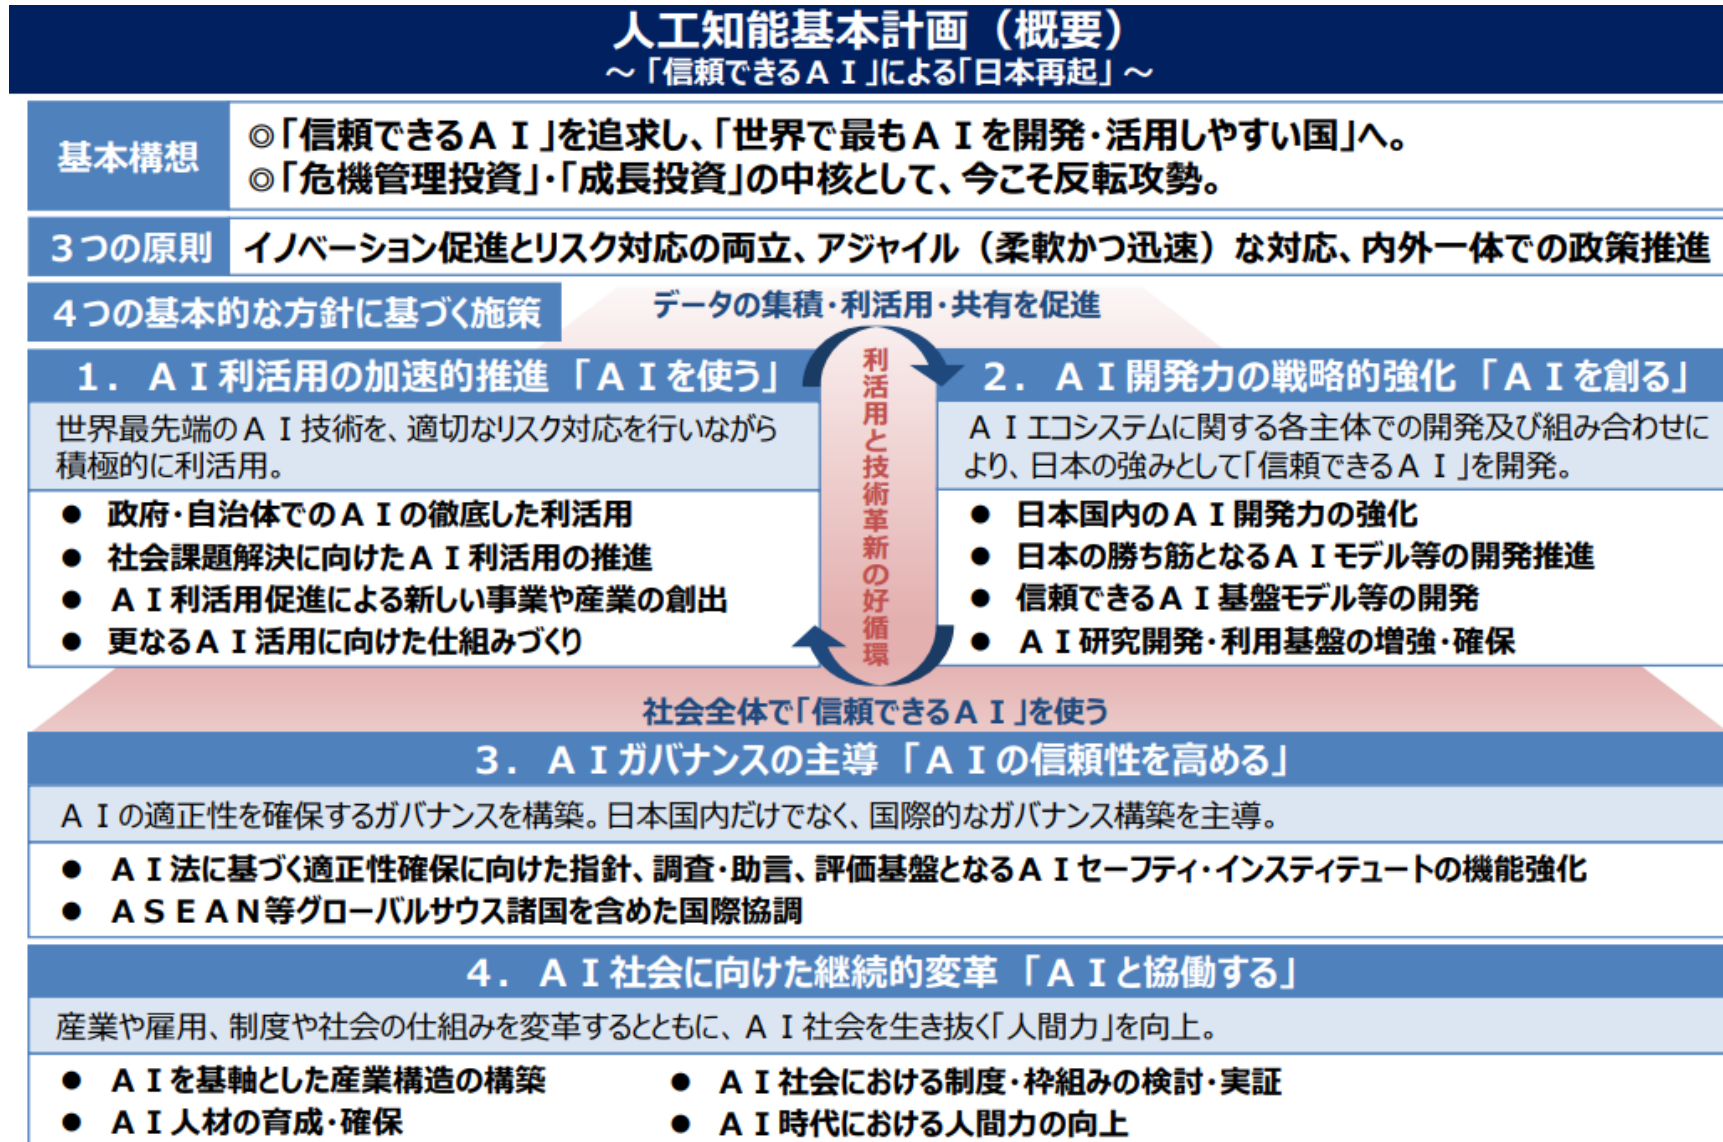 人工知能基本計画（概要）
～「信頼できるＡＩ」による「日本再起」～
基本構想
◎「信頼できるＡＩ」を追求し、「世界で最もＡＩを開発・活用しやすい国」へ。
◎「危機管理投資」・「成長投資」の中核として、今こそ反転攻勢。
３つの原則
イノベーション促進とリスク対応の両立、アジャイル（柔軟かつ迅速）な対応、内外一体での政策推進
４つの基本的な方針に基づく施策
データの集積・利活用・共有を促進
１．ＡＩ利活用の加速的推進「ＡＩを使う」
世界最先端のＡＩ技術を、適切なリスク対応を行いながら
積極的に利活用。
● 政府・自治体でのＡＩの徹底した利活用
● 社会課題解決に向けたＡＩ利活用の推進
● ＡＩ利活用促進による新しい事業や産業の創出
● 更なるＡＩ活用に向けた仕組みづくり
利活用と技術革新の好循環
２．ＡＩ開発力の戦略的強化「ＡＩを創る」
ＡＩエコシステムに関する各主体での開発及び組み合わせに
より、日本の強みとして「信頼できるＡＩ」を開発。
● 日本国内のＡＩ開発力の強化
● 日本の勝ち筋となるＡＩモデル等の開発推進
● 信頼できるＡＩ基盤モデル等の開発
● ＡＩ研究開発・利用基盤の増強・確保
社会全体で「信頼できるＡＩ」を使う
３．ＡＩガバナンスの主導「ＡＩの信頼性を高める」
ＡＩの適正性を確保するガバナンスを構築。日本国内だけでなく、国際的なガバナンス構築を主導。
● ＡＩ法に基づく適正性確保に向けた指針、調査・助言、評価基盤となるＡＩセーフティ・インスティテュートの機能強化
● ＡＳＥＡＮ等グローバルサウス諸国を含めた国際協調
４．ＡＩ社会に向けた継続的変革「ＡＩと協働する」
産業や雇用、制度や社会の仕組みを変革するとともに、ＡＩ社会を生き抜く「人間力」を向上。
● ＡＩを基軸とした産業構造の構築
● ＡＩ人材の育成・確保
● ＡＩ社会における制度・枠組みの検討・実証
● ＡＩ時代における人間力の向上